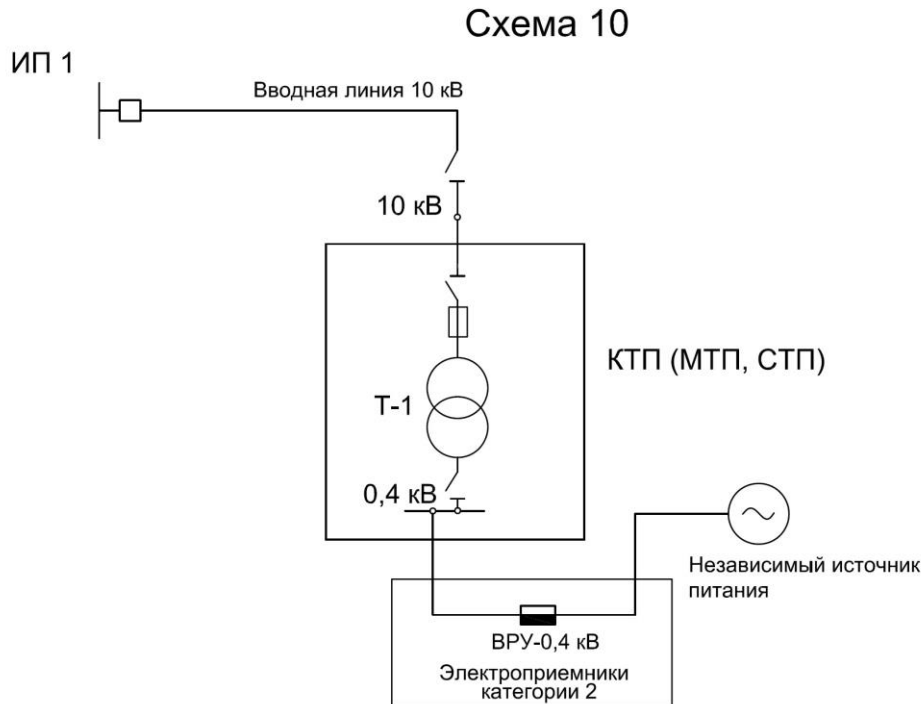 Схема 10
ИП 1
Вводная линия 10 кВ
10 кВ
КТП (МТП, СТП)
Т-1
0,4 кВ
Независимый источник
питания
ВРУ-0,4 кВ
Электроприемники
категории 2